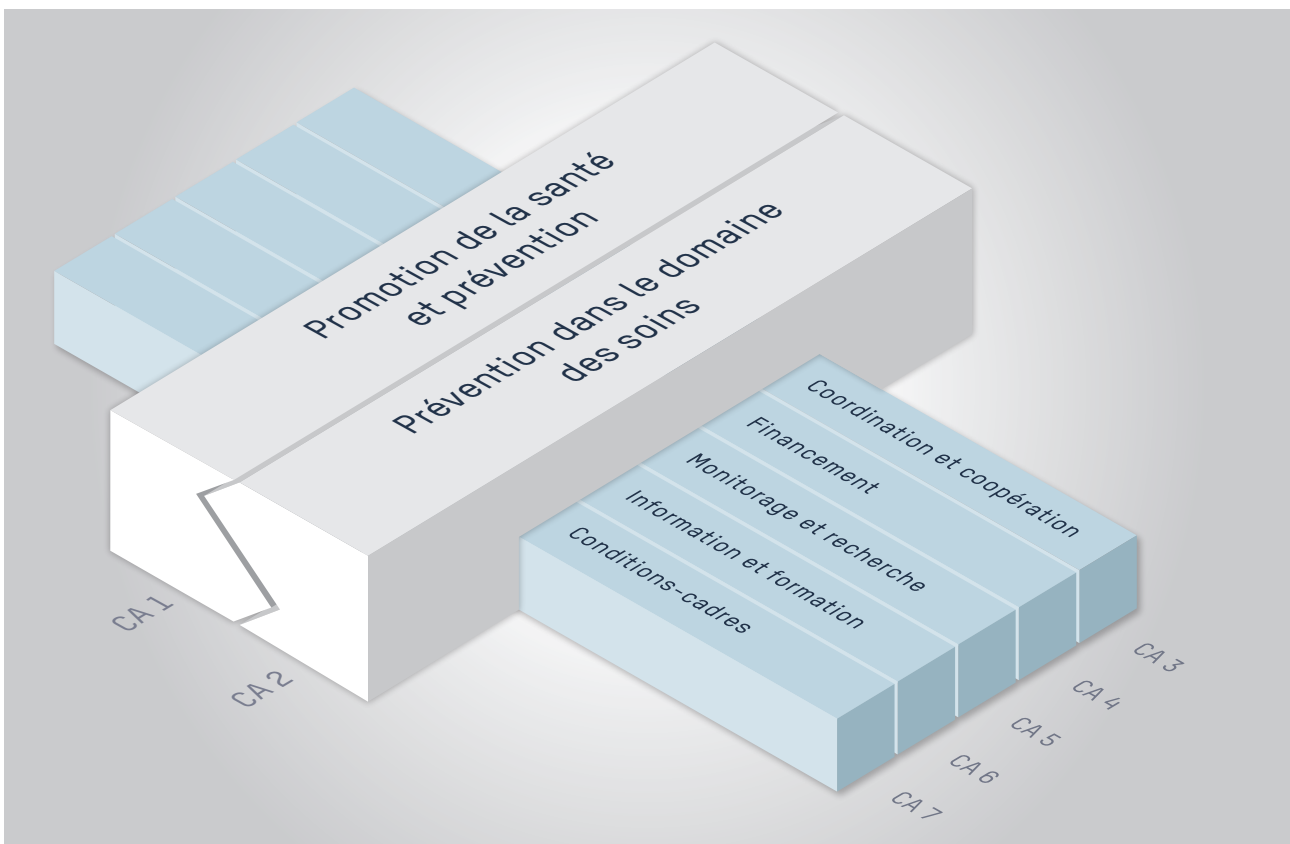 Promotion de la santé
et prévention
Prévention dans le domaine
des soins
Coordination et coopération
Financement
Monitorage et recherche
Information et formation
Conditions-cadres
CA 1
CA 2
CA 3
CA 4
CA 5
CA 6
CA 7